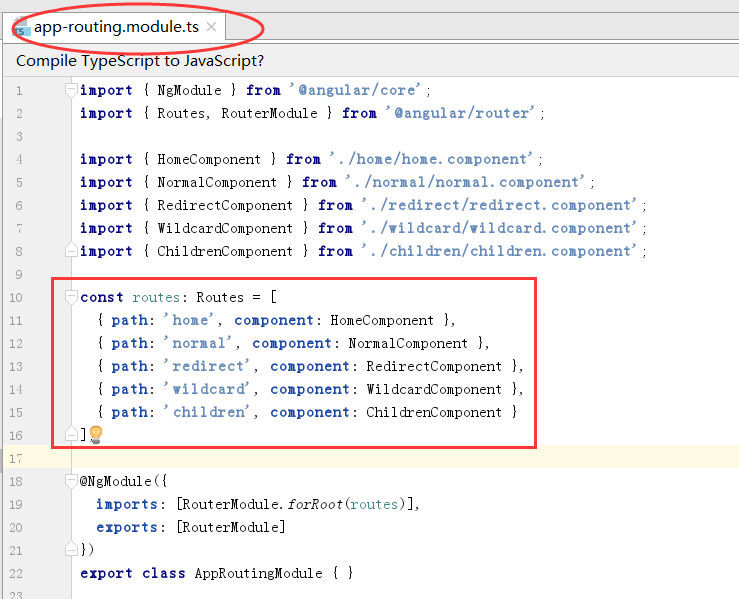 app-routing.module.ts
Compile TypeScript to JavaScript?
1 import { NgModule } from '@angular/core';
2 import { Routes, RouterModule } from '@angular/router';
3
4 import { HomeComponent } from './home/home.component';
5 import { NormalComponent } from './normal/normal.component';
6 import { RedirectComponent } from './redirect/redirect.component';
7 import { WildcardComponent } from './wildcard/wildcard.component';
8 import { ChildrenComponent } from './children/children.component';
9
10 const routes: Routes = [
11 { path: 'home', component: HomeComponent },
12 { path: 'normal', component: NormalComponent },
13 { path: 'redirect', component: RedirectComponent },
14 { path: 'wildcard', component: WildcardComponent },
15 { path: 'children', component: ChildrenComponent }
16 ]
17
18 @NgModule({
19 imports: [RouterModule.forRoot(routes)],
20 exports: [RouterModule]
21 })
22 export class AppRoutingModule { }
23